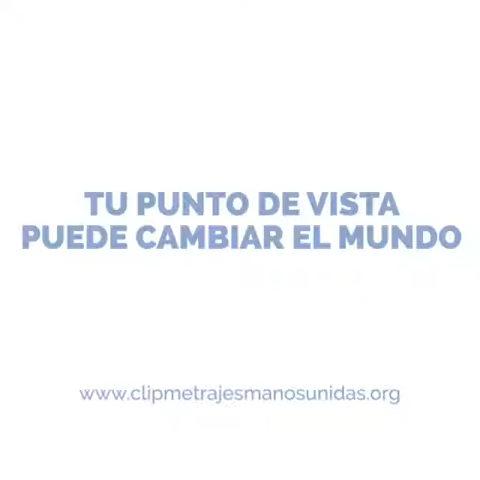 TU PUNTO DE VISTA
PUEDE CAMBIAR EL MUNDO
www.clipmetrajesmanosunidas.org